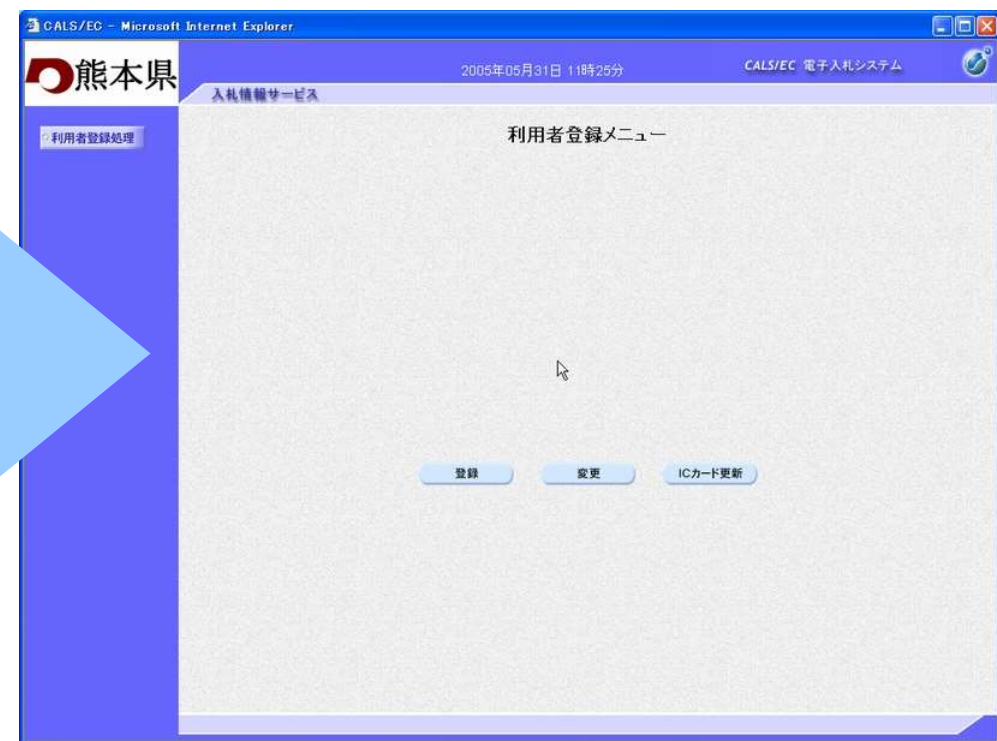 CALS/EC - Microsoft Internet Explorer
熊本県
2005年05月31日 11時25分
CALS/EC 電子入札システム
入札情報サービス
利用者登録処理
利用者登録メニュー
登録
変更
ICカード更新